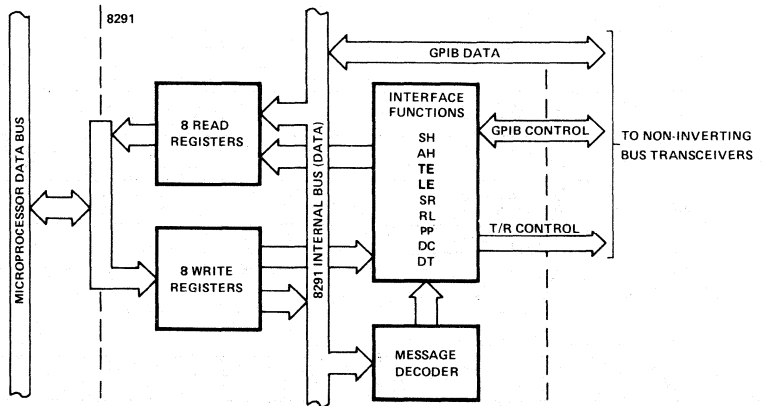 8291
MICROPROCESSOR DATA BUS
8 READ
REGISTERS
8 WRITE
REGISTERS
8291 INTERNAL BUS (DATA)
GPIB DATA
INTERFACE
FUNCTIONS
SH
AH
TE
LE
SR
RL
PP
DC
DT
GPIB CONTROL
T/R CONTROL
TO NON-INVERTING
BUS TRANSCEIVERS
MESSAGE
DECODER